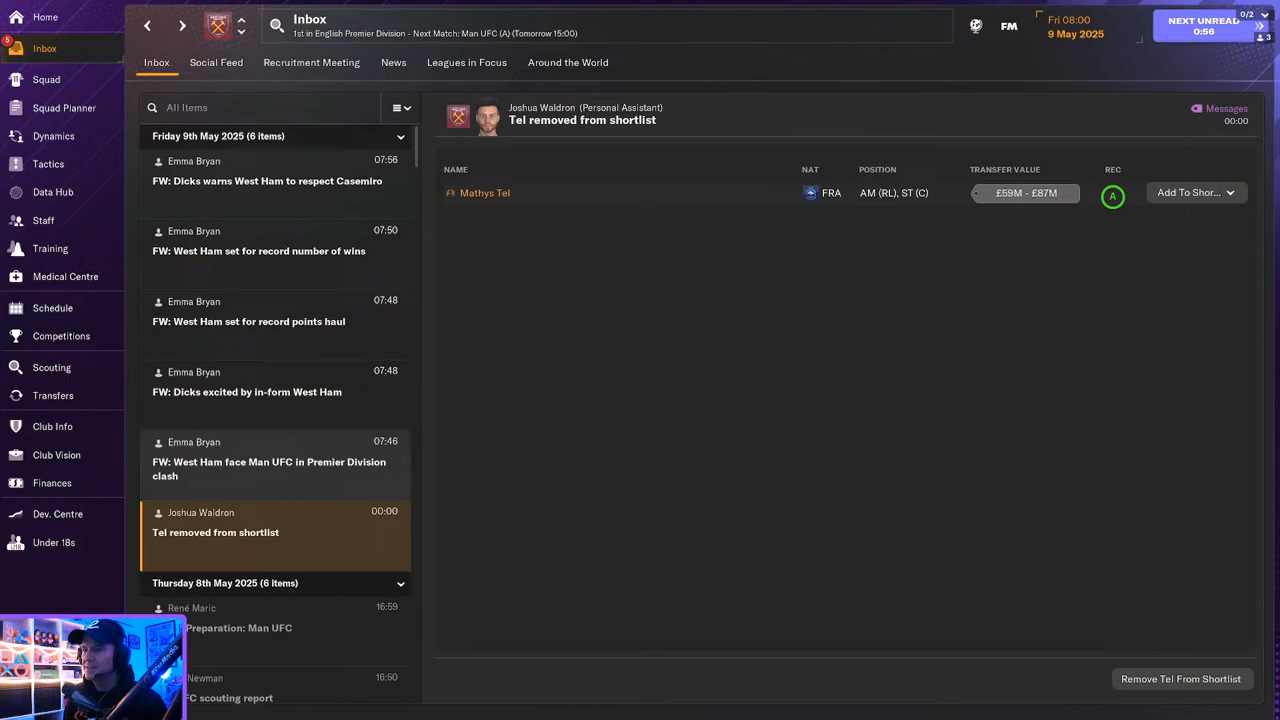 Home
Inbox
1st in English Premier Division - Next Match: Man UFC (A) (Tomorrow 15:00)
FM
Fri 08:00
9 May 2025
NEXT UNREAD
0:56
0/2
3
5
Inbox
Squad
Squad Planner
Dynamics
Tactics
Data Hub
Staff
Training
Medical Centre
Schedule
Competitions
Scouting
Transfers
Club Info
Club Vision
Finances
Dev. Centre
Under 18s
Inbox
Social Feed
Recruitment Meeting
News
Leagues in Focus
Around the World
All Items
Friday 9th May 2025 (6 items)
Emma Bryan 07:56
FW: Dicks warns West Ham to respect Casemiro
Emma Bryan 07:50
FW: West Ham set for record number of wins
Emma Bryan 07:48
FW: West Ham set for record points haul
Emma Bryan 07:48
FW: Dicks excited by in-form West Ham
Emma Bryan 07:46
FW: West Ham face Man UFC in Premier Division
clash
Joshua Waldron 00:00
Tel removed from shortlist
Thursday 8th May 2025 (6 items)
René Maric 16:59
Preparation: Man UFC
Newman 16:50
FC scouting report
Joshua Waldron (Personal Assistant)
Tel removed from shortlist
Messages
00:00
NAME NAT POSITION TRANSFER VALUE REC
Mathys Tel FRA AM (RL), ST (C) £59M - £87M A Add To Shor...
Remove Tel From Shortlist